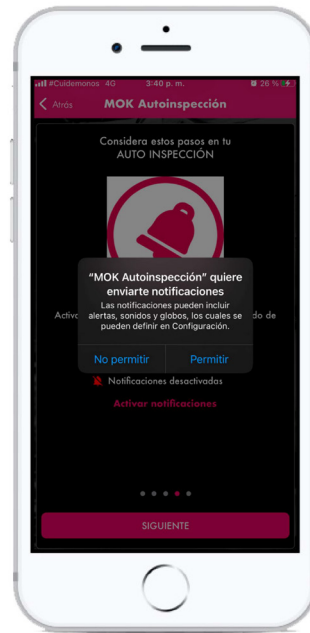 #Cuidemonos 4G 3:40 p. m. 26 %
Atrás MOK Autoinspección
Considera estos pasos en tu
AUTO INSPECCIÓN
"MOK Autoinspección" quiere
enviarte notificaciones
Las notificaciones pueden incluir
alertas, sonidos y globos, los cuales se
pueden definir en Configuración.
do de
No permitir Permitir
Notificaciones desactivadas
Activar notificaciones
SIGUIENTE